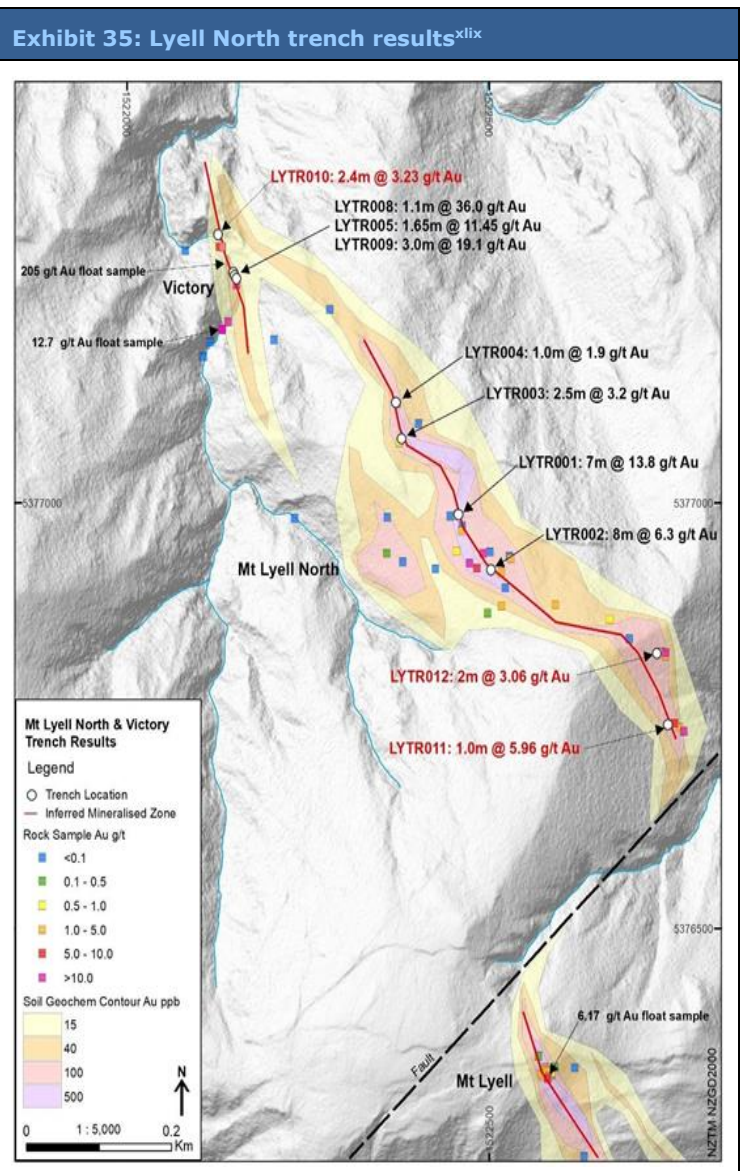 Exhibit 35: Lyell North trench results^xlix
1522000
1522500
LYTR010: 2.4m @ 3.23 g/t Au
LYTR008: 1.1m @ 36.0 g/t Au
LYTR005: 1.65m @ 11.45 g/t Au
LYTR009: 3.0m @ 19.1 g/t Au
205 g/t Au float sample
Victory
12.7 g/t Au float sample
LYTR004: 1.0m @ 1.9 g/t Au
LYTR003: 2.5m @ 3.2 g/t Au
LYTR001: 7m @ 13.8 g/t Au
5377000
5377000
LYTR002: 8m @ 6.3 g/t Au
Mt Lyell North
LYTR012: 2m @ 3.06 g/t Au
LYTR011: 1.0m @ 5.96 g/t Au
Mt Lyell North & Victory
Trench Results
Legend
Trench Location
Inferred Mineralised Zone
Rock Sample Au g/t
<0.1
0.1 - 0.5
0.5 - 1.0
1.0 - 5.0
5.0 - 10.0
>10.0
Soil Geochem Contour Au ppb
15
40
100
500
N
0 1 : 5,000 0.2
Km
5376500
6.17 g/t Au float sample
Fault
Mt Lyell
1522500
NZTM NZGD2000